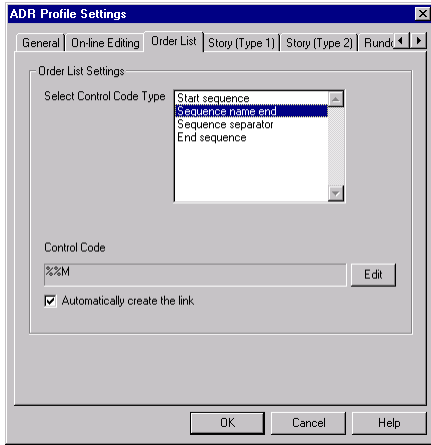 ADR Profile Settings
General On-line Editing Order List Story (Type 1) Story (Type 2)
Order List Settings
Select Control Code Type
Start sequence
Sequence name end
Sequence separator
End sequence
Control Code
%%M
Edit
Automatically create the link
OK Cancel Help